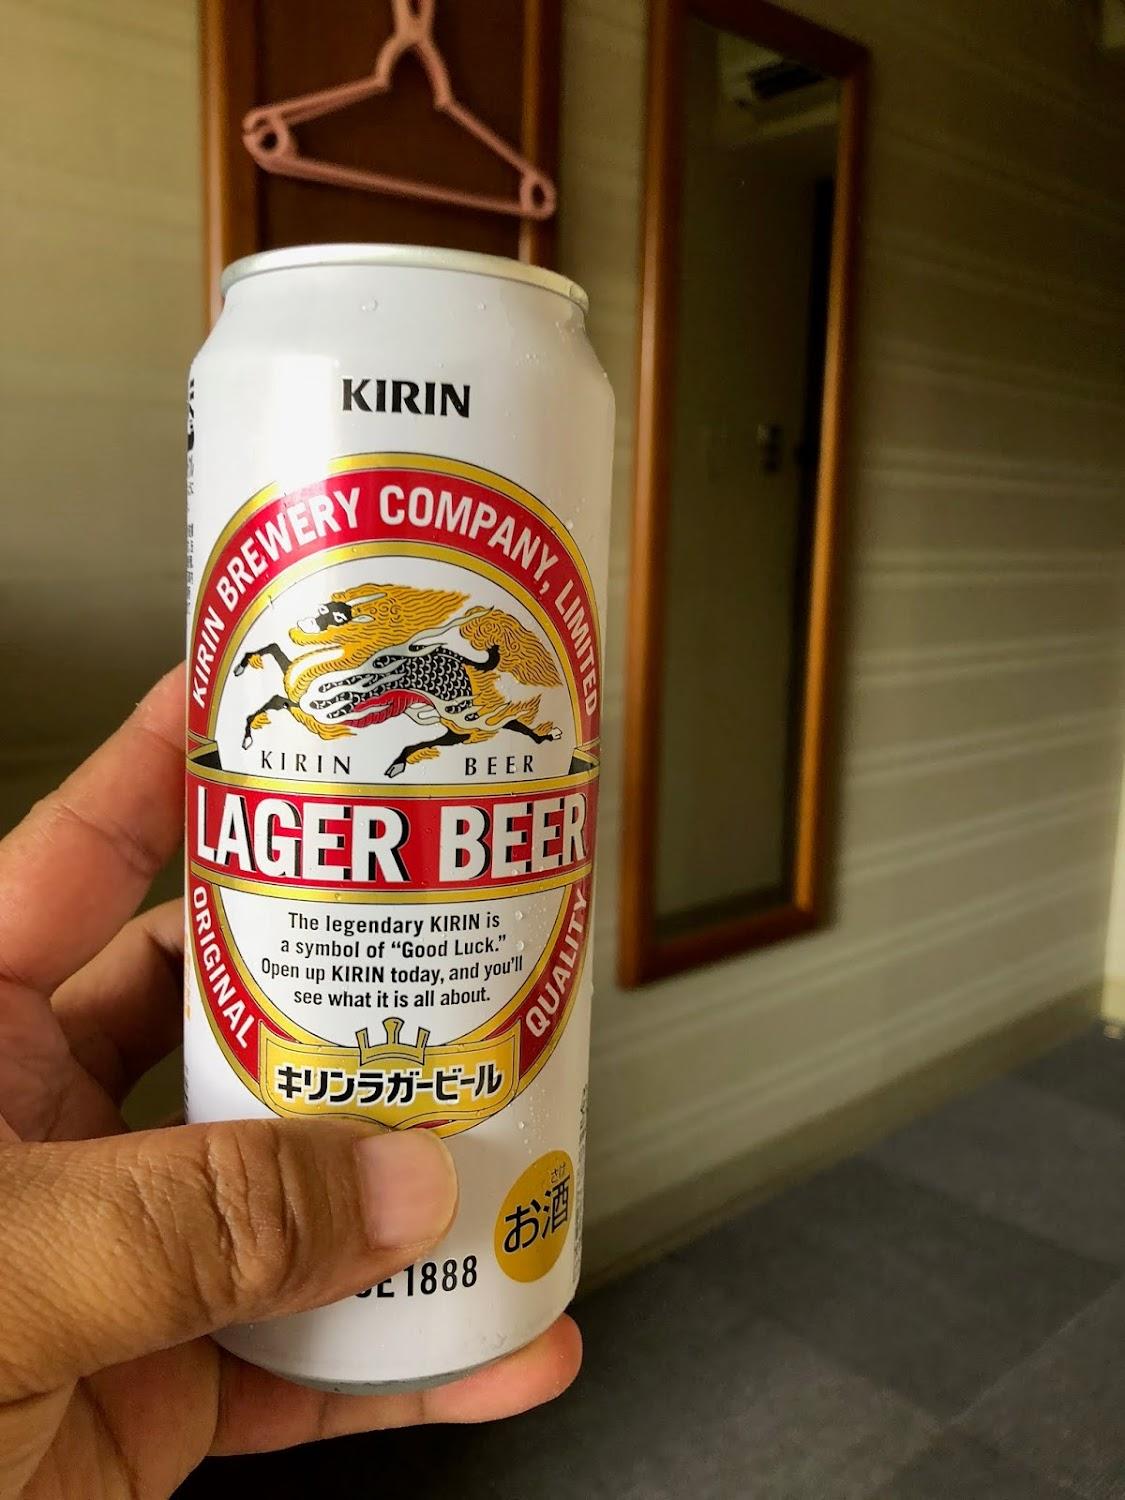 KIRIN
KIRIN BREWERY COMPANY, LIMITED
KIRIN BEER
LAGER BEER
ORIGINAL QUALITY
The legendary KIRIN is
a symbol of “Good Luck.”
Open up KIRIN today, and you’ll
see what it is all about.
キリンラガービール
さけ
お酒
1888